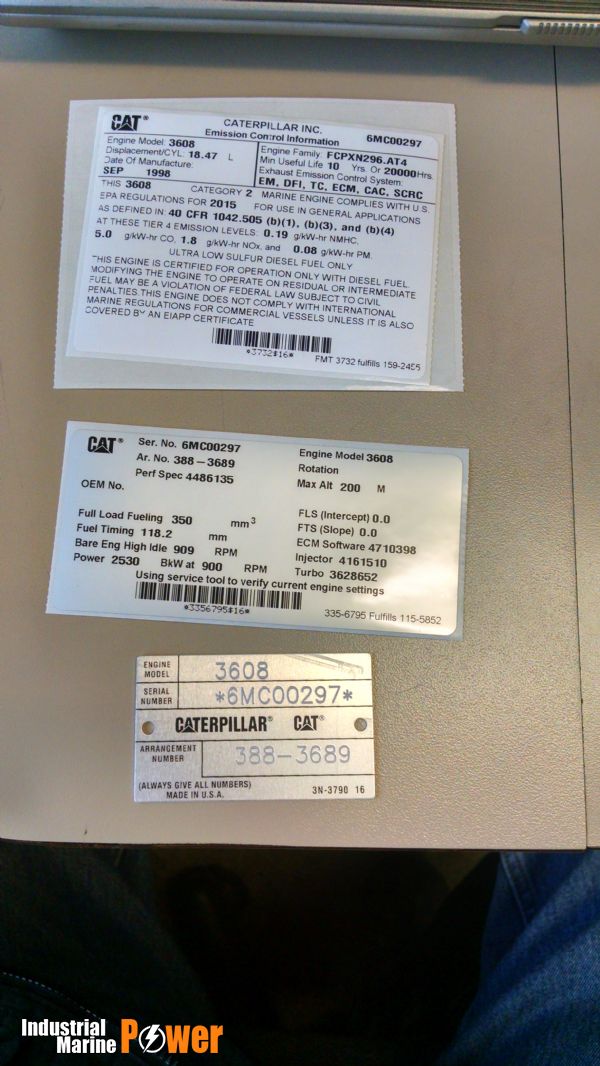 CAT®
CATERPILLAR INC.
Emission Control Information
6MC00297
Engine Model: 3608
Displacement/CYL: 18.47 L
Date Of Manufacture:
SEP 1998
Engine Family FCPXN296.AT4
Min Useful Life 10 Yrs. Or 20000Hrs.
Exhaust Emission Control System:
EM, DFI, TC, ECM, CAC, SCRC
THIS 3608 CATEGORY 2 MARINE ENGINE COMPLIES WITH U.S.
EPA REGULATIONS FOR 2015 FOR USE IN GENERAL APPLICATIONS
AS DEFINED IN: 40 CFR 1042.505 (b)(1), (b)(3), and (b)(4)
AT THESE TIER 4 EMISSION LEVELS: 0.19 g/kW-hr NMHC,
5.0 g/kW-hr CO, 1.8 g/kW-hr NOx, and 0.08 g/kW-hr PM.
ULTRA LOW SULFUR DIESEL FUEL ONLY
THIS ENGINE IS CERTIFIED FOR OPERATION ONLY WITH DIESEL FUEL.
MODIFYING THE ENGINE TO OPERATE ON RESIDUAL OR INTERMEDIATE
FUEL MAY BE A VIOLATION OF FEDERAL LAW SUBJECT TO CIVIL
PENALTIES THIS ENGINE DOES NOT COMPLY WITH INTERNATIONAL
MARINE REGULATIONS FOR COMMERCIAL VESSELS UNLESS IT IS ALSO
COVERED BY AN EIAPP CERTIFICATE
*3732$16*
FMT 3732 fulfills 159-2455
CAT®
Ser. No. 6MC00297
Ar. No. 388-3689
Perf Spec 4486135
OEM No.
Engine Model 3608
Rotation
Max Alt 200 M
Full Load Fueling 350 mm3
Fuel Timing 118.2 mm
Bare Eng High Idle 909 RPM
Power 2530 BkW at 900 RPM
FLS (Intercept) 0.0
FTS (Slope) 0.0
ECM Software 4710398
Injector 4161510
Turbo 3628652
Using service tool to verify current engine settings
*3356795$16*
335-6795 Fulfills 115-5852
ENGINE MODEL 3608
SERIAL NUMBER *6MC00297*
CATERPILLAR® CAT®
ARRANGEMENT NUMBER 388-3689
(ALWAYS GIVE ALL NUMBERS)
MADE IN U.S.A.
3N-3790 16
Industrial
Marine Power